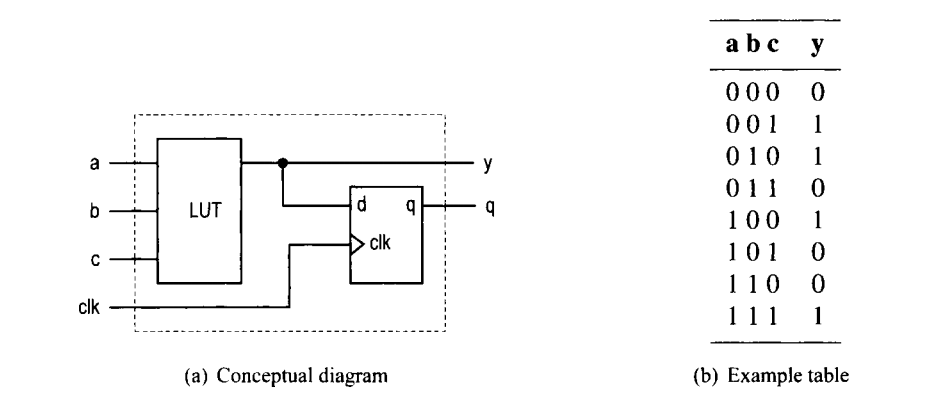 a
b
c
clk
LUT
d q
clk
y
q
(a) Conceptual diagram
a b c y
0 0 0 0
0 0 1 1
0 1 0 1
0 1 1 0
1 0 0 1
1 0 1 0
1 1 0 0
1 1 1 1
(b) Example table